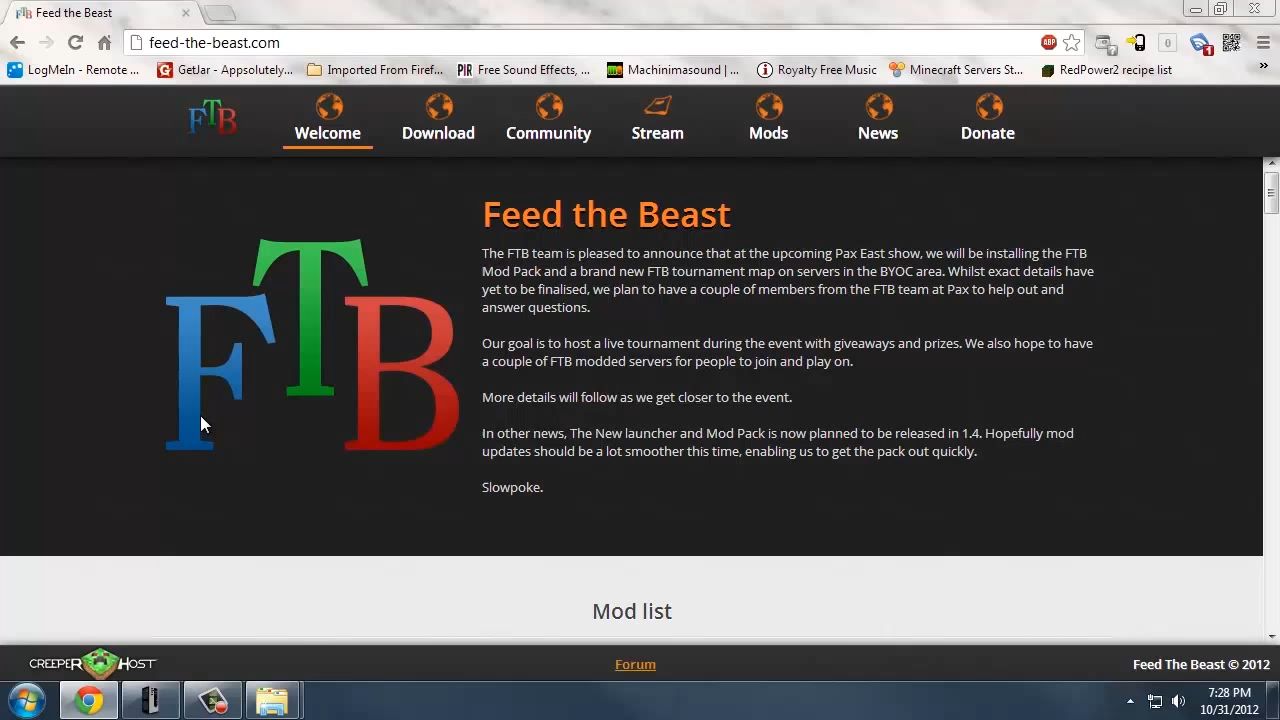 Feed the Beast
feed-the-beast.com
ABP
0
1
LogMeIn - Remote ...
GetJar - Appsolutely...
Imported From Firef...
PIR Free Sound Effects, ...
Machinimasound | ...
Royalty Free Music
Minecraft Servers St...
RedPower2 recipe list
»
FTB
Welcome
Download
Community
Stream
Mods
News
Donate
FTB
Feed the Beast
The FTB team is pleased to announce that at the upcoming Pax East show, we will be installing the FTB
Mod Pack and a brand new FTB tournament map on servers in the BYOC area. Whilst exact details have
yet to be finalised, we plan to have a couple of members from the FTB team at Pax to help out and
answer questions.
Our goal is to host a live tournament during the event with giveaways and prizes. We also hope to have
a couple of FTB modded servers for people to join and play on.
More details will follow as we get closer to the event.
In other news, The New launcher and Mod Pack is now planned to be released in 1.4. Hopefully mod
updates should be a lot smoother this time, enabling us to get the pack out quickly.
Slowpoke.
Mod list
CREEPER HOST
Forum
Feed The Beast © 2012
7:28 PM
10/31/2012